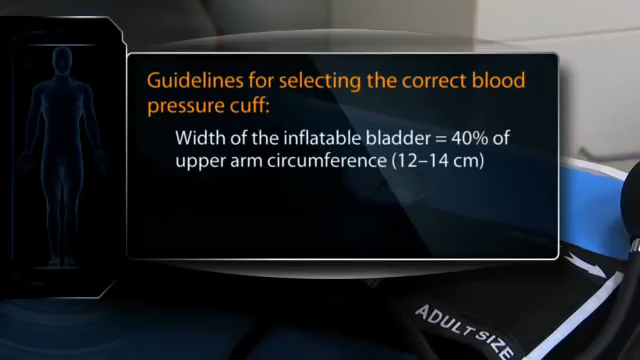 Guidelines for selecting the correct blood
pressure cuff:
Width of the inflatable bladder = 40% of
upper arm circumference (12–14 cm)
ADULT SIZE